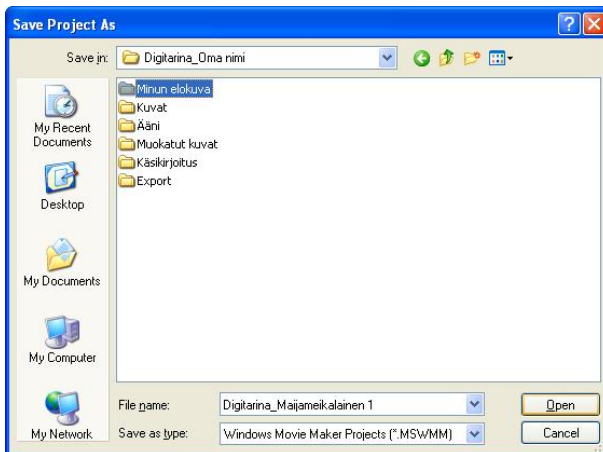 Save Project As
Save in:
Digitarina_Oma nimi
My Recent
Documents
Desktop
My Documents
My Computer
My Network
Minun elokuva
Kuvat
Ääni
Muokatut kuvat
Käsikirjoitus
Export
File name:
Digitarina_Maijameikalainen 1
Open
Save as type:
Windows Movie Maker Projects (*.MSWMM)
Cancel